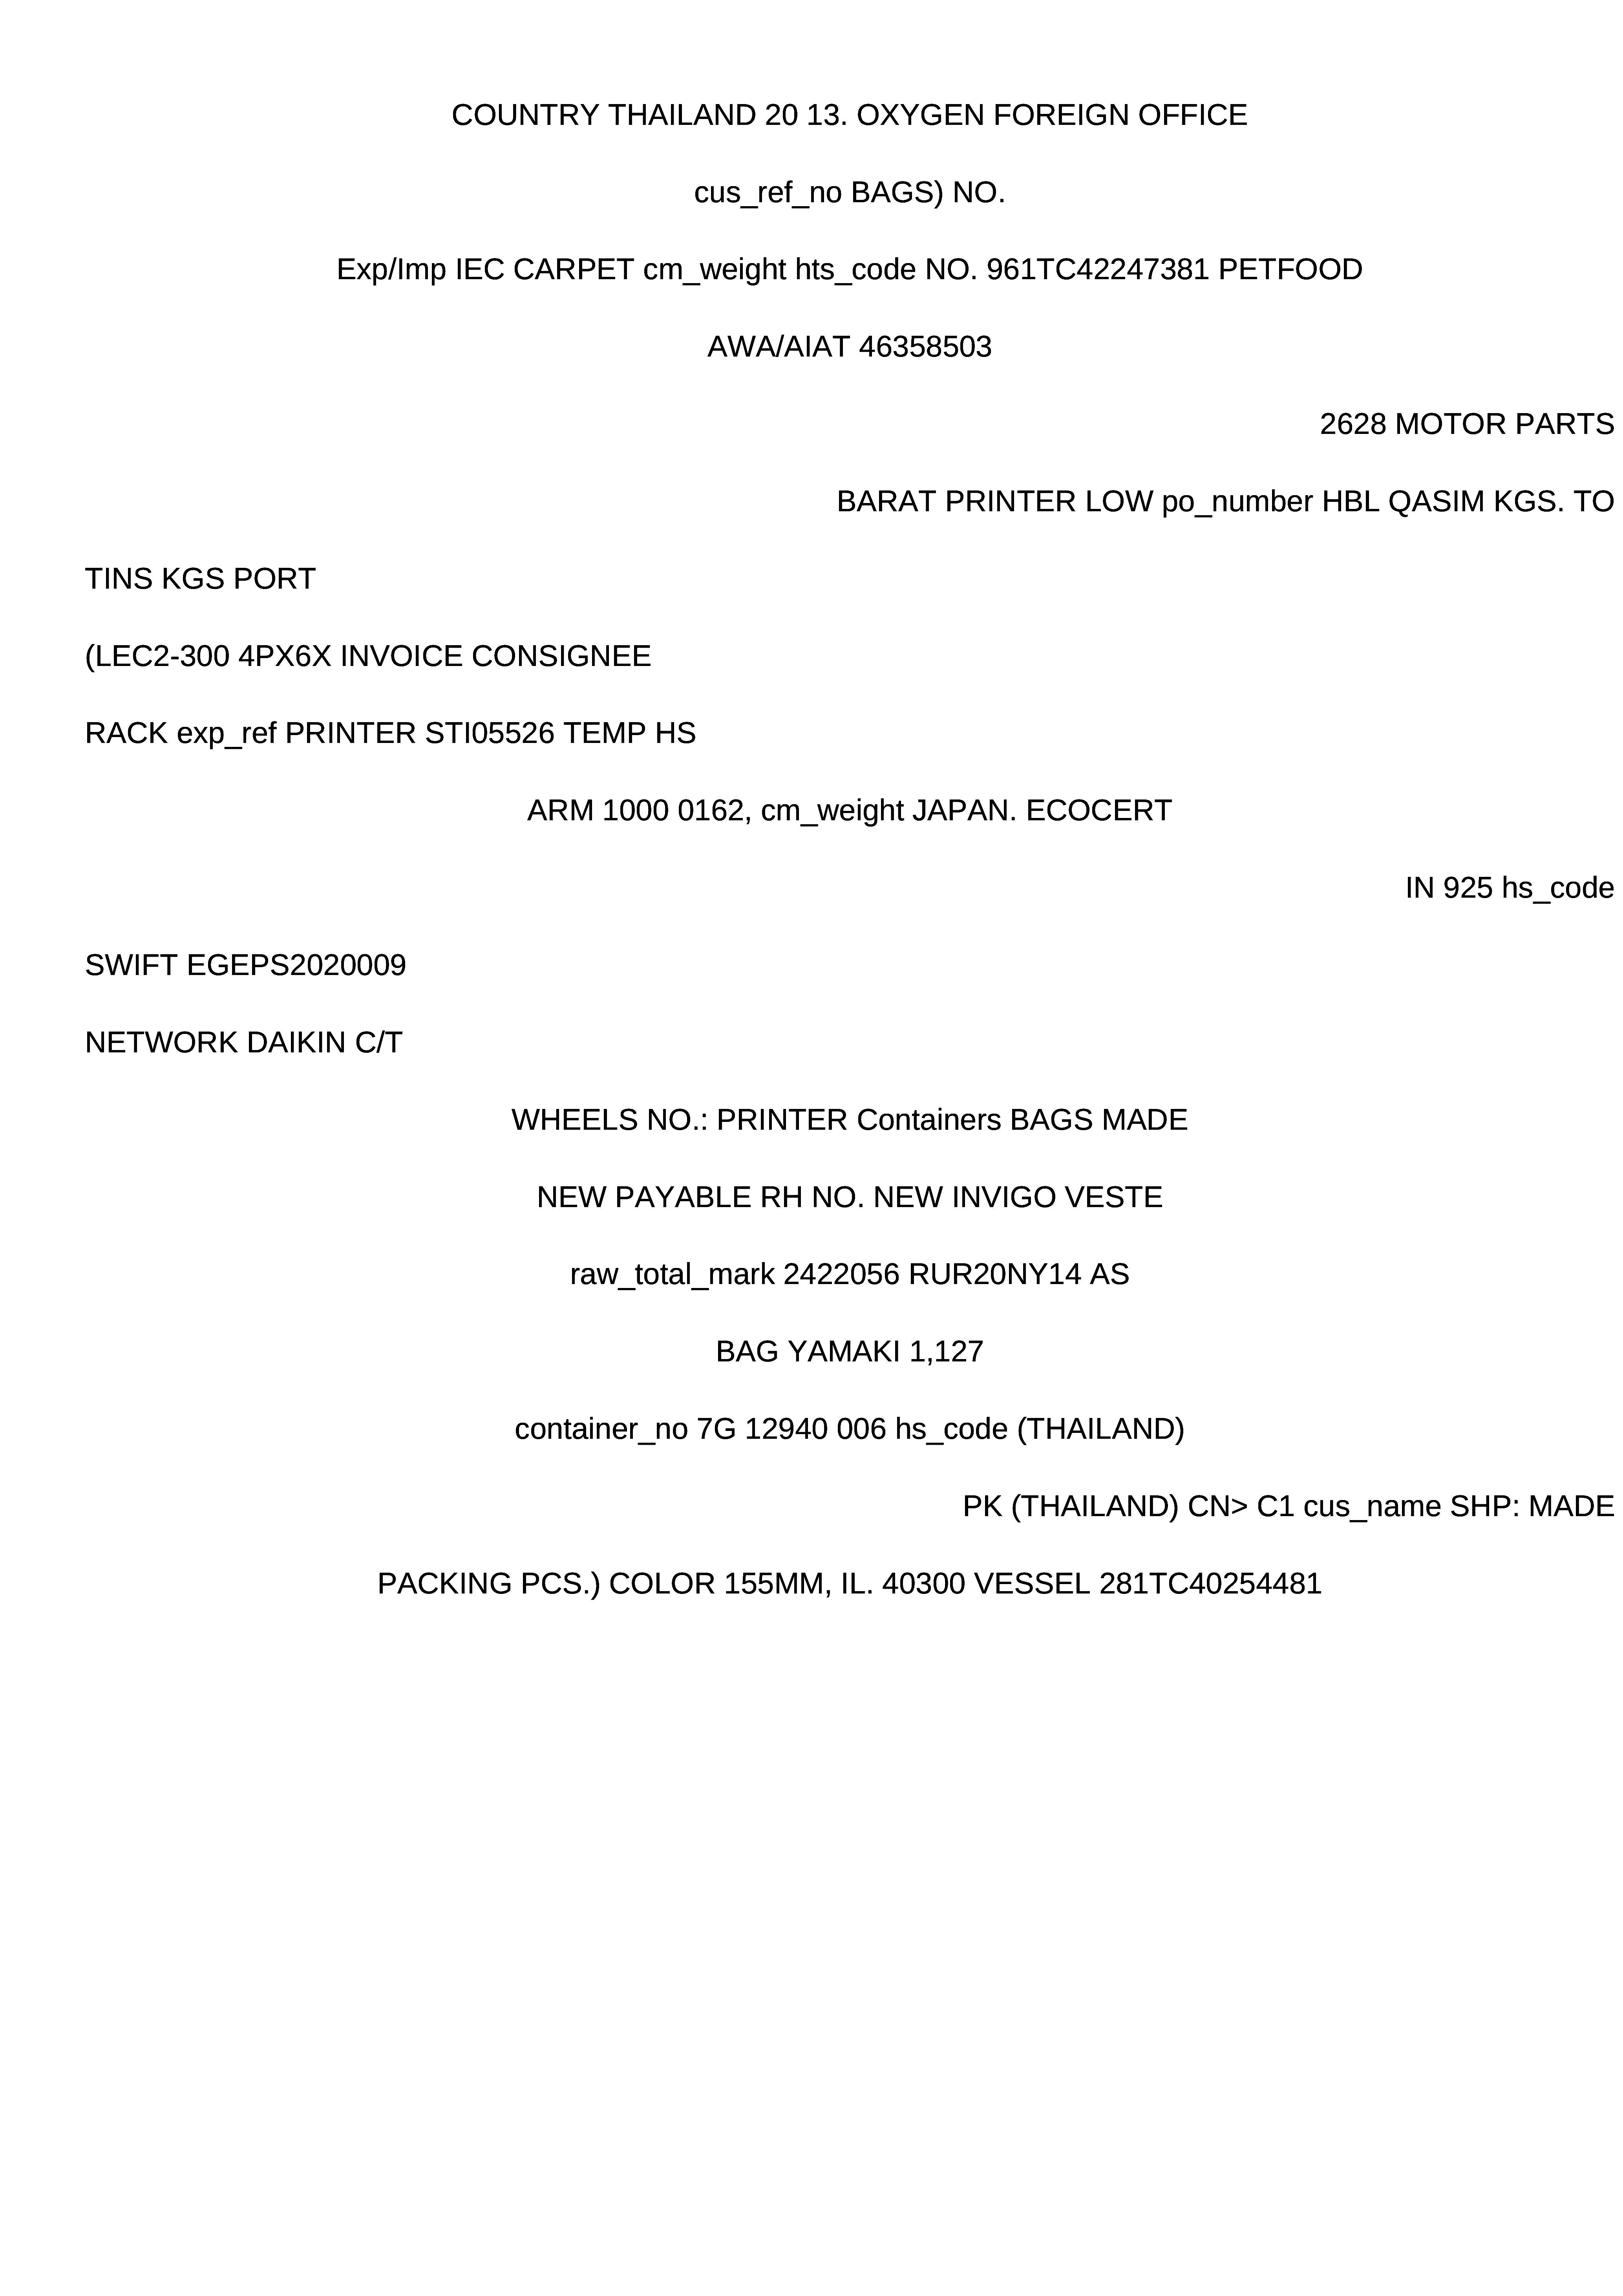 COUNTRY THAILAND 20 13. OXYGEN FOREIGN OFFICE
cus_ref_no BAGS) NO.
Exp/Imp IEC CARPET cm_weight hts_code NO. 961TC42247381 PETFOOD
AWA/AIAT 46358503
2628 MOTOR PARTS
BARAT PRINTER LOW po_number HBL QASIM KGS. TO
TINS KGS PORT
(LEC2-300 4PX6X INVOICE CONSIGNEE
RACK exp_ref PRINTER STI05526 TEMP HS
ARM 1000 0162, cm_weight JAPAN. ECOCERT
IN 925 hs_code
SWIFT EGEPS2020009
NETWORK DAIKIN C/T
WHEELS NO.: PRINTER Containers BAGS MADE
NEW PAYABLE RH NO. NEW INVIGO VESTE
raw_total_mark 2422056 RUR20NY14 AS
BAG YAMAKI 1,127
container_no 7G 12940 006 hs_code (THAILAND)
PK (THAILAND) CN> C1 cus_name SHP: MADE
PACKING PCS.) COLOR 155MM, IL. 40300 VESSEL 281TC40254481